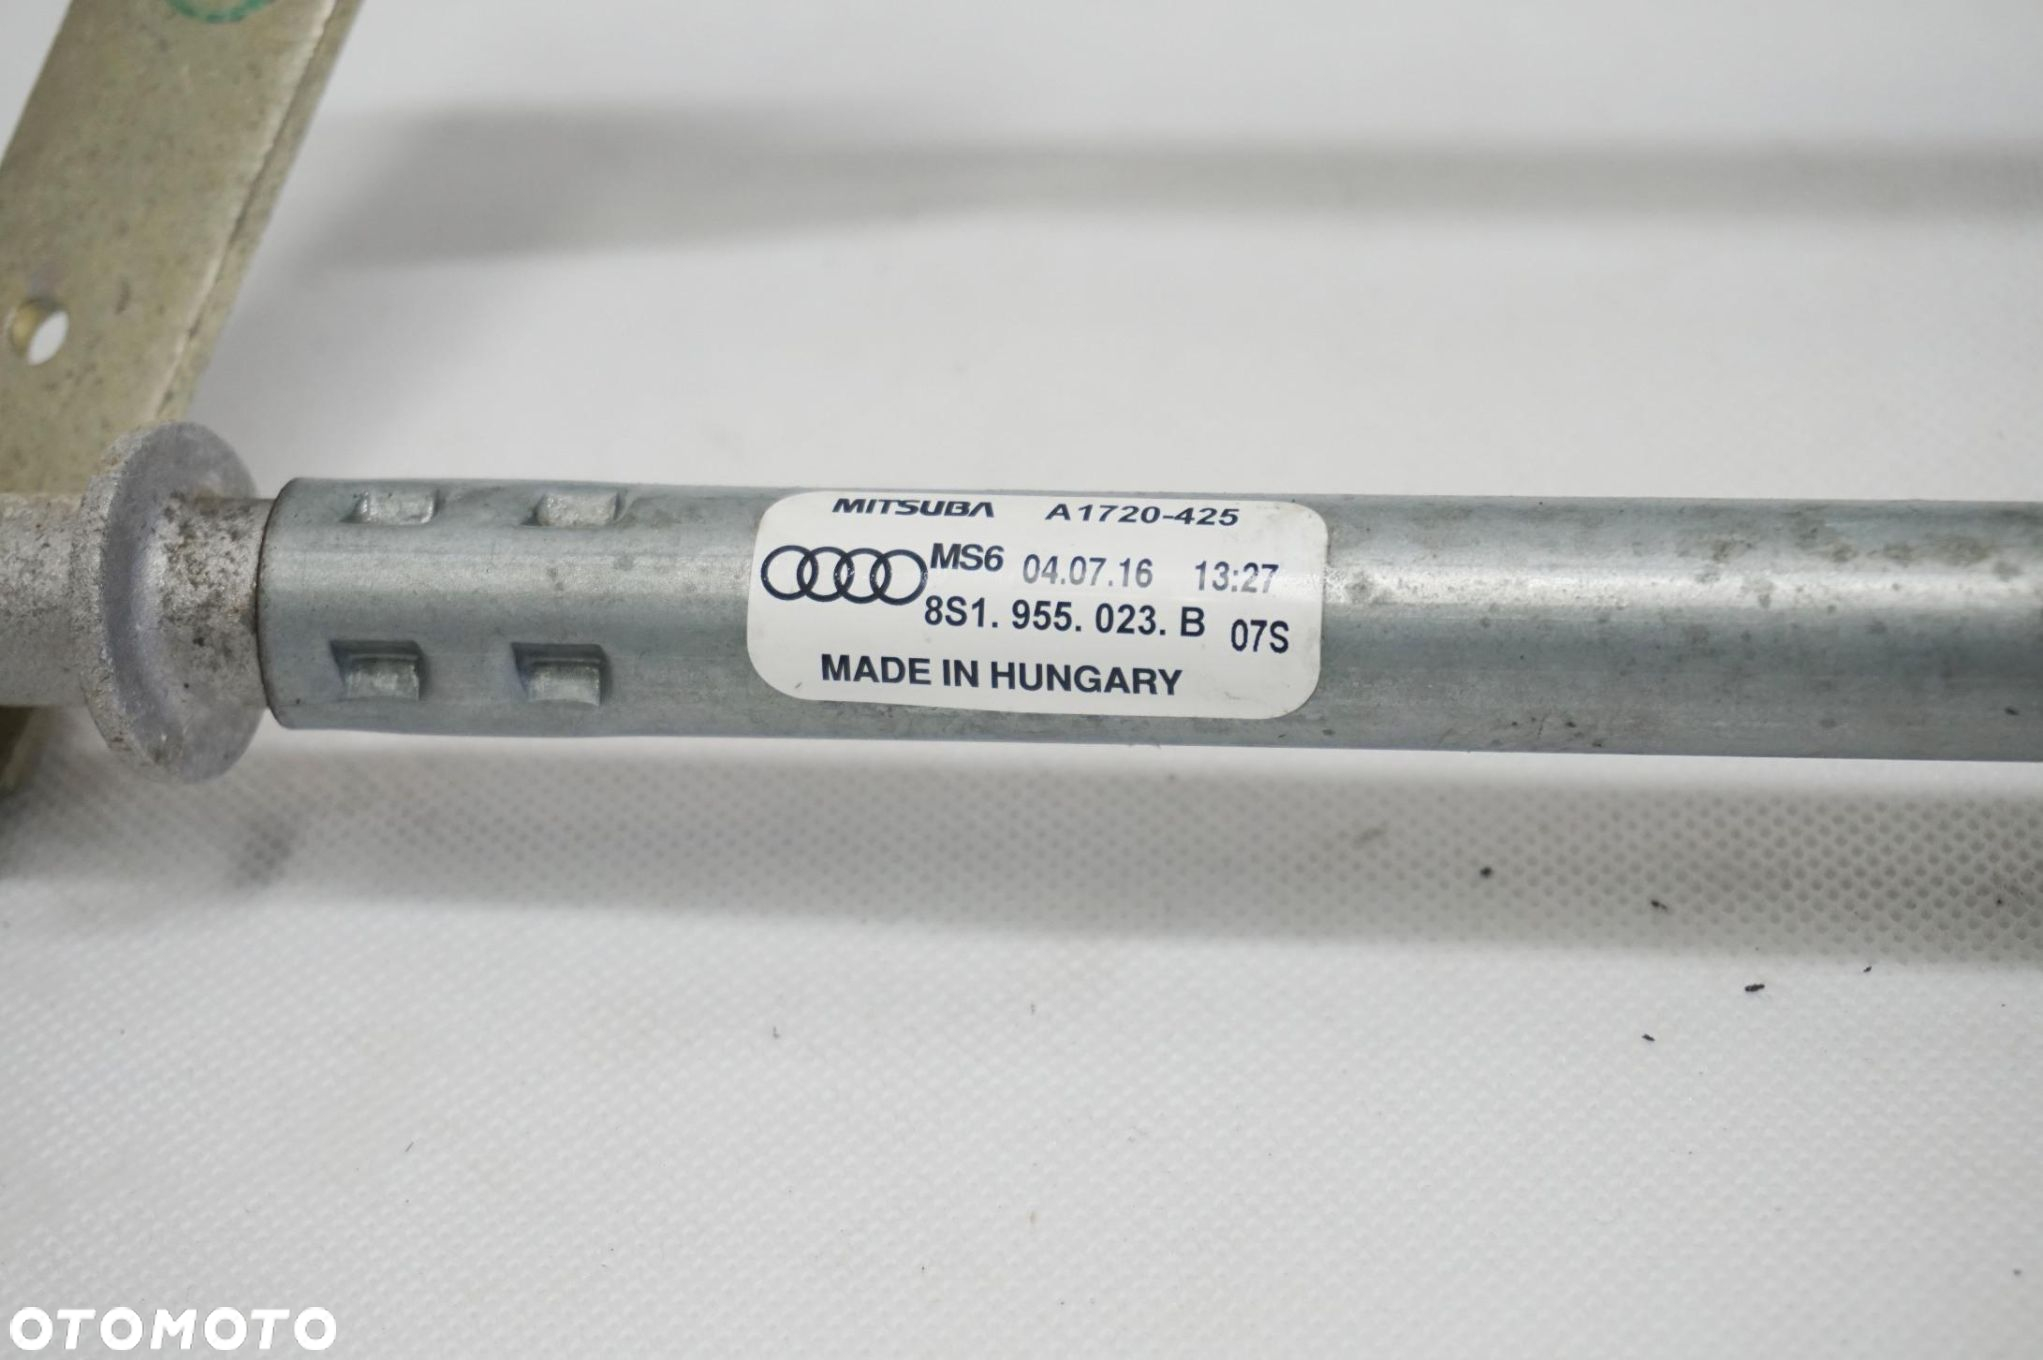 MITSUBA A1720-425
MS6 04.07.16 13:27
8S1. 955. 023. B 07S
MADE IN HUNGARY
OTOMOTO